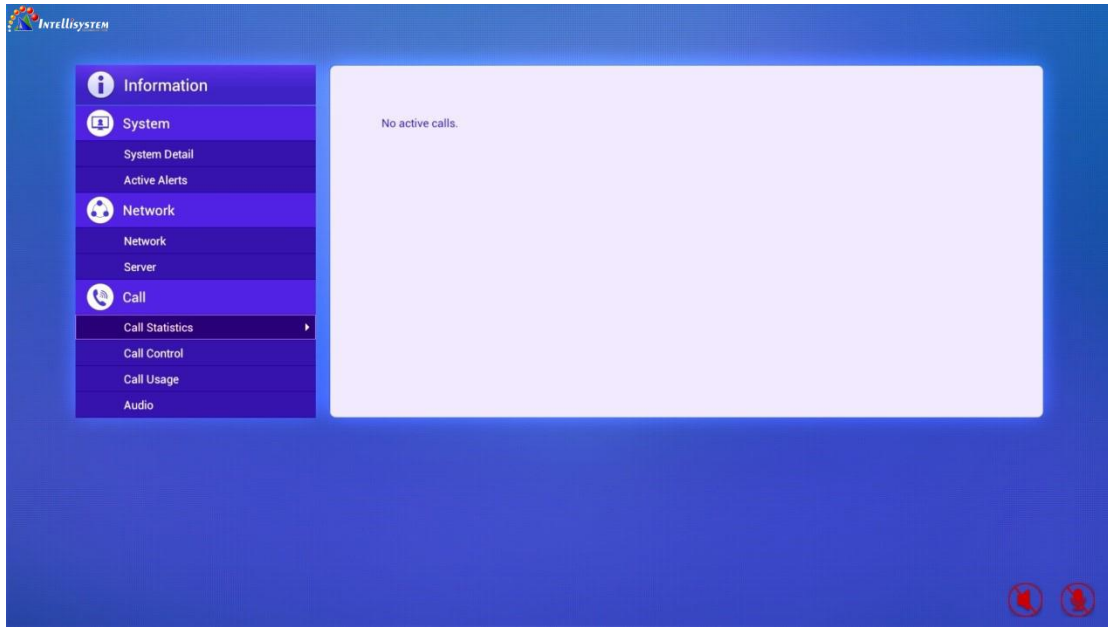 INTELLISYSTEM
Information
System
System Detail
Active Alerts
Network
Network
Server
Call
Call Statistics
Call Control
Call Usage
Audio
No active calls.